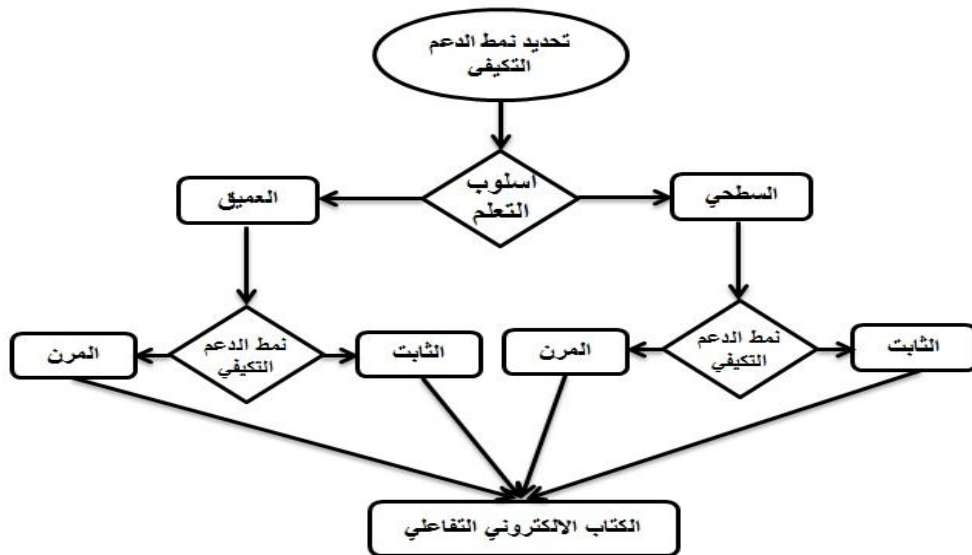 تحديد نمط الدعم
التكيفي
اسلوب
التعلم
السطحي
العميق
نمط الدعم
التكيفي
الثابت
المرن
نمط الدعم
التكيفي
الثابت
المرن
الكتاب الالكتروني التفاعلي